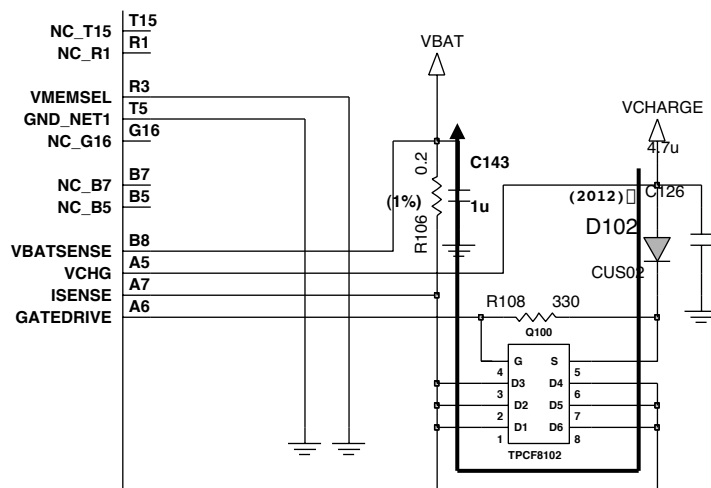 NC_T15 T15
NC_R1 R1
VMEMSEL R3
GND_NET1 T5
NC_G16 G16
NC_B7 B7
NC_B5 B5
VBATSENSE B8
VCHG A5
ISENSE A7
GATEDRIVE A6
VBAT
VCHARGE
4.7u
C126
(2012)
D102
CUS02
C143
1u
0.2
(1%)
R106
R108 330
Q100
G S
4 5
D3 D4
3 6
D2 D5
2 7
D1 D6
1 8
TPCF8102